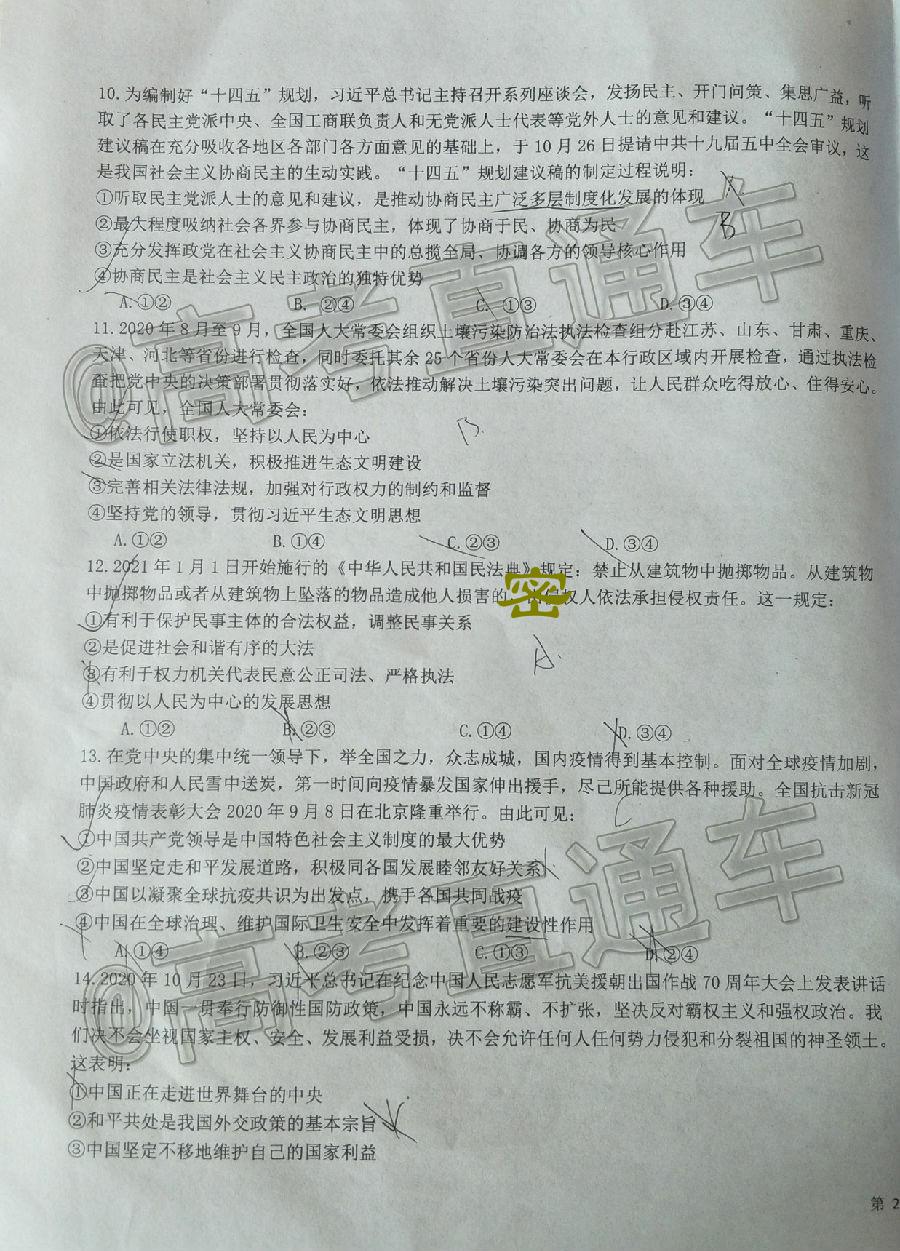 10. 为编制好“十四五”规划，习近平总书记主持召开系列座谈会，发扬民主、开门问策、集思广益，听
取了各民主党派中央、全国工商联负责人和无党派人士代表等党外人士的意见和建议。“十四五”规划
建议稿在充分吸收各地区各部门各方面意见的基础上，于 10 月 26 日提请中共十九届五中全会审议，这
是我国社会主义协商民主的生动实践。“十四五”规划建议稿的制定过程说明：
①听取民主党派人士的意见和建议，是推动协商民主广泛多层制度化发展的体现
B
②最大程度吸纳社会各界参与协商民主，体现了协商于民、协商为民
③充分发挥政党在社会主义协商民主中的总揽全局、协调各方的领导核心作用
④协商民主是社会主义民主政治的独特优势
A. ①② B. ②④ C. ①③ D. ③④
11. 2020 年 8 月至 9 月，全国人大常委会组织土壤污染防治法执法检查组分赴江苏、山东、甘肃、重庆、
天津、河北等省份进行检查，同时委托其余 25 个省份人大常委会在本行政区域内开展检查，通过执法检
查把党中央的决策部署贯彻落实好，依法推动解决土壤污染突出问题，让人民群众吃得放心、住得安心。
由此可见，全国人大常委会：
①依法行使职权，坚持以人民为中心
B.
②是国家立法机关，积极推进生态文明建设
③完善相关法律法规，加强对行政权力的制约和监督
④坚持党的领导，贯彻习近平生态文明思想
A. ①② B. ①④ C. ②③ D. ③④
12. 2021 年 1 月 1 日开始施行的《中华人民共和国民法典》规定：禁止从建筑物中抛掷物品。从建筑物
中抛掷物品或者从建筑物上坠落的物品造成他人损害的，由侵权人依法承担侵权责任。这一规定：
密
①有利于保护民事主体的合法权益，调整民事关系
②是促进社会和谐有序的大法
A.
③有利于权力机关代表民意公正司法、严格执法
④贯彻以人民为中心的发展思想
A. ①② B. ②③ C. ①④ D. ③④
13. 在党中央的集中统一领导下，举全国之力，众志成城，国内疫情得到基本控制。面对全球疫情加剧，
中国政府和人民雪中送炭，第一时间向疫情暴发国家伸出援手，尽己所能提供各种援助。全国抗击新冠
肺炎疫情表彰大会 2020 年 9 月 8 日在北京隆重举行。由此可见：
C
①中国共产党领导是中国特色社会主义制度的最大优势
②中国坚定走和平发展道路，积极同各国发展睦邻友好关系
③中国以凝聚全球抗疫共识为出发点，携手各国共同战疫
④中国在全球治理、维护国际卫生安全中发挥着重要的建设性作用
A. ①④ B. ②③ C. ①③ D. ②④
14. 2020 年 10 月 23 日，习近平总书记在纪念中国人民志愿军抗美援朝出国作战 70 周年大会上发表讲话
时指出，中国一贯奉行防御性国防政策，中国永远不称霸、不扩张，坚决反对霸权主义和强权政治。我
们决不会坐视国家主权、安全、发展利益受损，决不会允许任何人任何势力侵犯和分裂祖国的神圣领土。
这表明：
①中国正在走进世界舞台的中央
②和平共处是我国外交政策的基本宗旨
③中国坚定不移地维护自己的国家利益
第 2
@高考直通车
@高考直通车